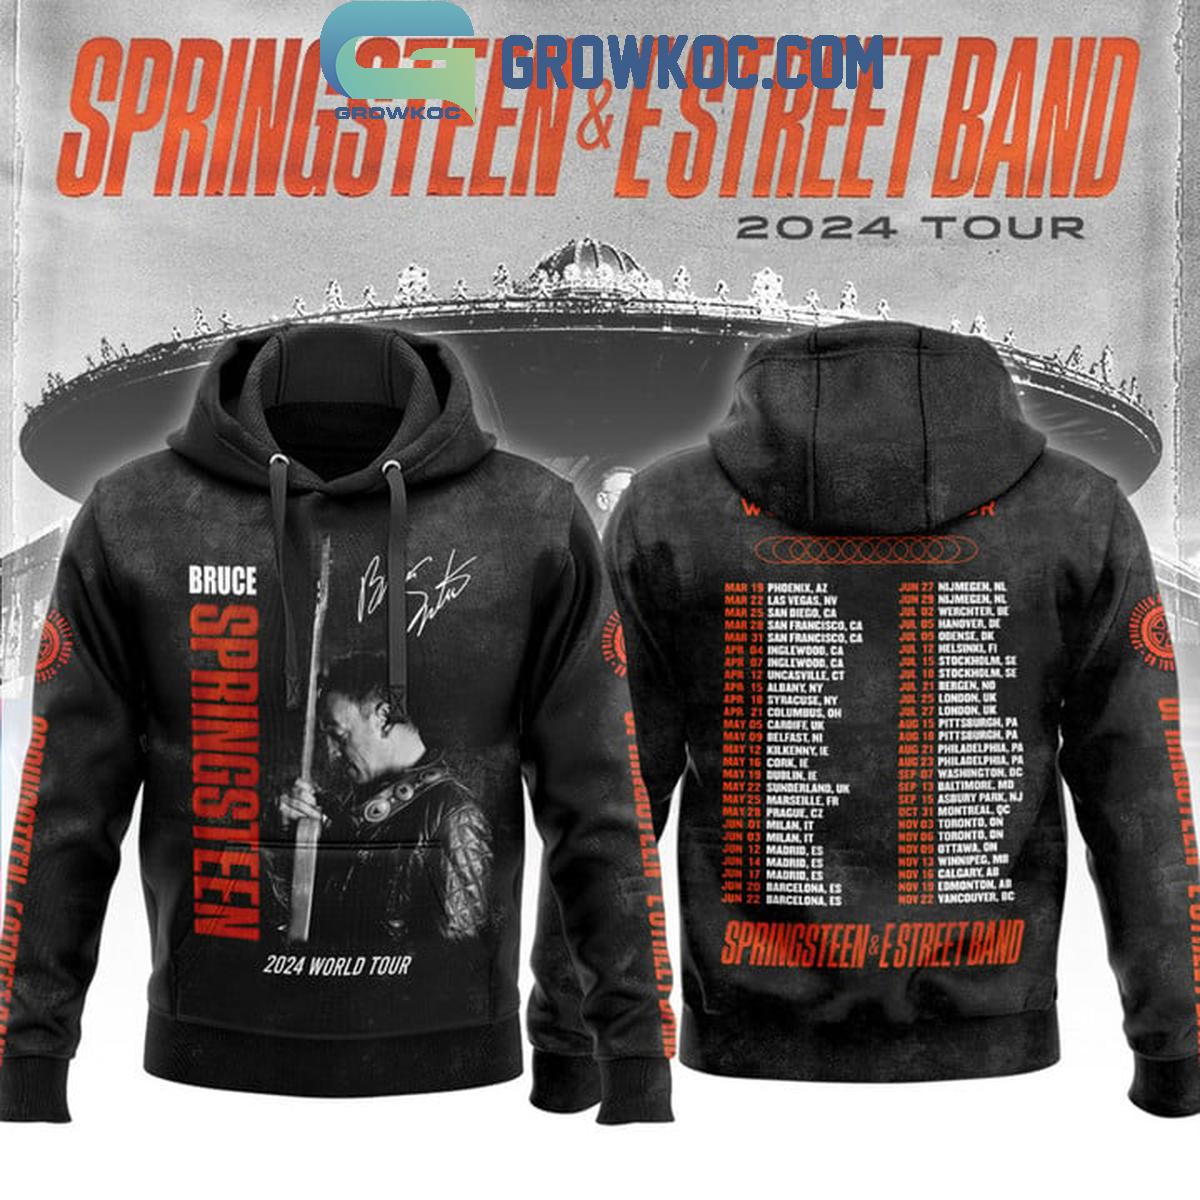 GROWKOC.COM
GROWKOC
SPRINGSTEEN & E STREET BAND
2024 TOUR
BRUCE
SPRINGSTEEN
2024 WORLD TOUR
MAR 19 PHOENIX, AZ
MAR 22 LAS VEGAS, NV
MAR 25 SAN DIEGO, CA
MAR 28 SAN FRANCISCO, CA
MAR 31 SAN FRANCISCO, CA
APR 04 INGLEWOOD, CA
APR 07 INGLEWOOD, CA
APR 12 UNCASVILLE, CT
APR 15 ALBANY, NY
APR 18 SYRACUSE, NY
APR 21 COLUMBUS, OH
MAY 05 CARDIFF, UK
MAY 09 BELFAST, NI
MAY 12 KILKENNY, IE
MAY 16 CORK, IE
MAY 19 DUBLIN, IE
MAY 22 SUNDERLAND, UK
MAY 25 MARSEILLE, FR
MAY 28 PRAGUE, CZ
JUN 01 MILAN, IT
JUN 03 MILAN, IT
JUN 12 MADRID, ES
JUN 14 MADRID, ES
JUN 17 MADRID, ES
JUN 20 BARCELONA, ES
JUN 22 BARCELONA, ES
JUN 27 NIJMEGEN, NL
JUN 29 NIJMEGEN, NL
JUL 02 WERCHTER, BE
JUL 05 HANOVER, DE
JUL 09 ODENSE, DK
JUL 12 HELSINKI, FI
JUL 15 STOCKHOLM, SE
JUL 18 STOCKHOLM, SE
JUL 21 BERGEN, NO
JUL 25 LONDON, UK
JUL 27 LONDON, UK
AUG 15 PITTSBURGH, PA
AUG 18 PITTSBURGH, PA
AUG 21 PHILADELPHIA, PA
AUG 23 PHILADELPHIA, PA
SEP 07 WASHINGTON, DC
SEP 13 BALTIMORE, MD
SEP 15 ASBURY PARK, NJ
OCT 31 MONTREAL, QC
NOV 03 TORONTO, ON
NOV 06 TORONTO, ON
NOV 09 OTTAWA, ON
NOV 13 WINNIPEG, MB
NOV 16 CALGARY, AB
NOV 19 EDMONTON, AB
NOV 22 VANCOUVER, BC
SPRINGSTEEN & E STREET BAND